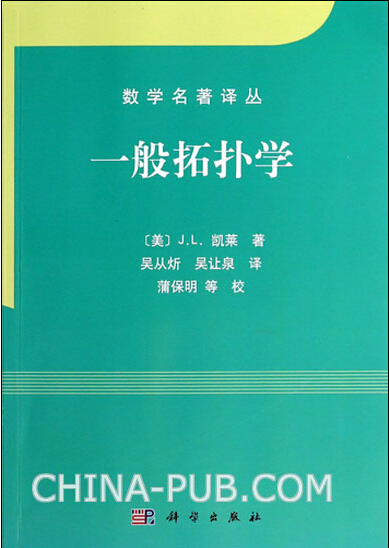 数学名著译丛
一般拓扑学
〔美〕J.L. 凯莱 著
吴从炘 吴让泉 译
蒲保明 等 校
CHINA-PUB.COM
科学出版社